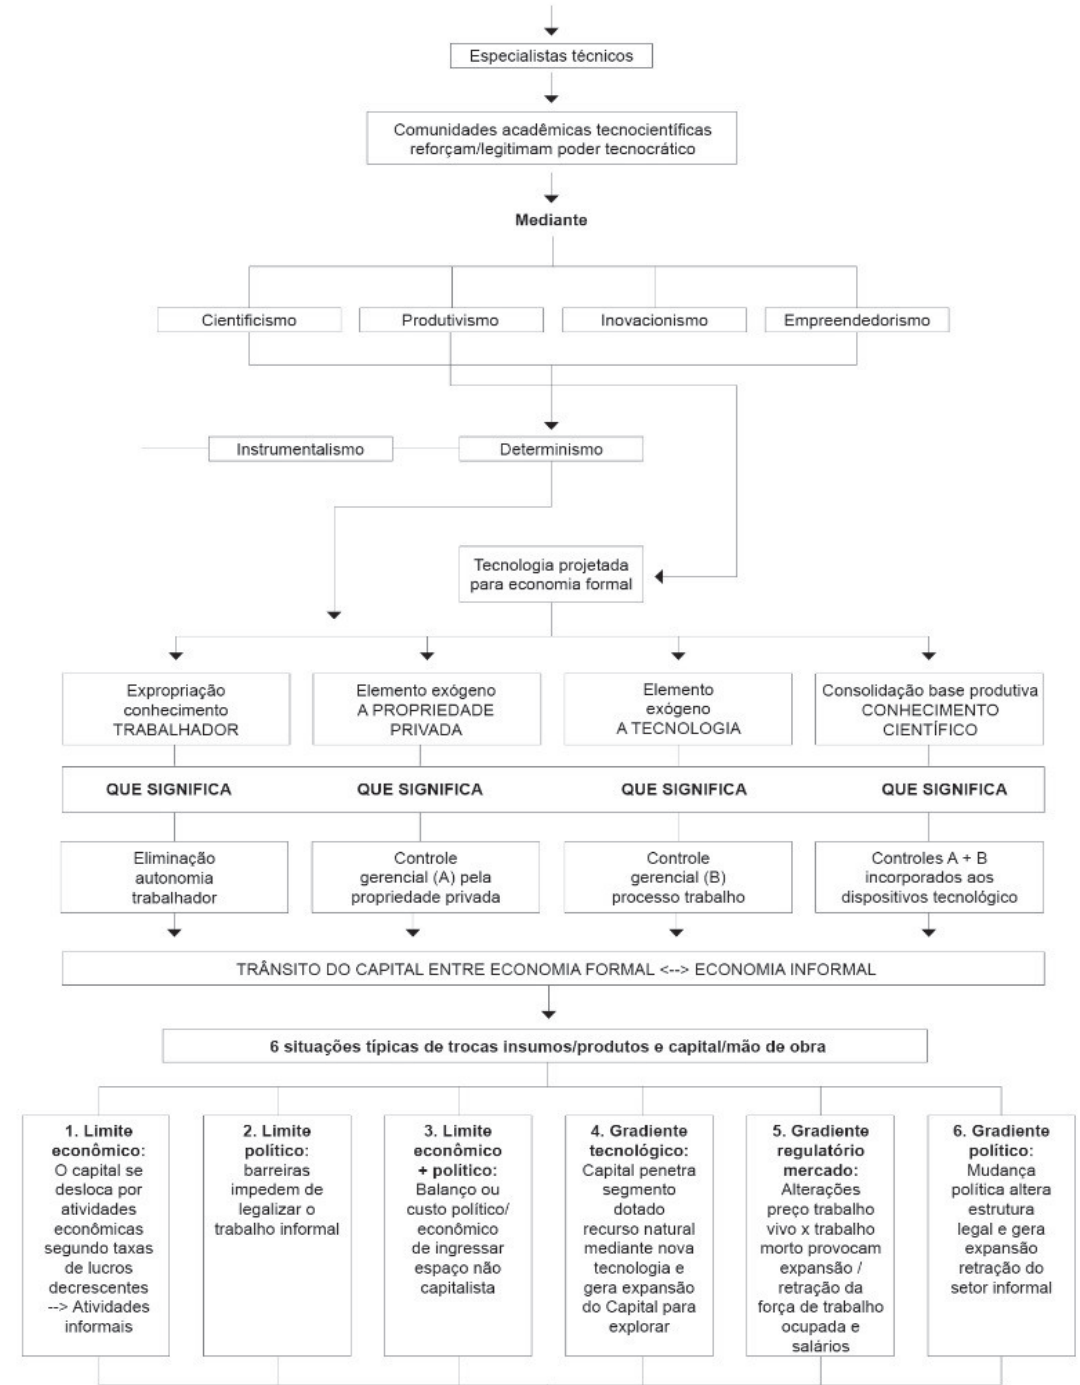 Especialistas técnicos
Comunidades acadêmicas tecnocientíficas
reforçam/legitimam poder tecnocrático
Mediante
Cientificismo
Produtivismo
Inovacionismo
Empreendedorismo
Instrumentalismo
Determinismo
Tecnologia projetada
para economia formal
Expropriação
conhecimento
TRABALHADOR
Elemento exógeno
A PROPRIEDADE
PRIVADA
Elemento
exógeno
A TECNOLOGIA
Consolidação base produtiva
CONHECIMENTO
CIENTÍFICO
QUE SIGNIFICA
QUE SIGNIFICA
QUE SIGNIFICA
QUE SIGNIFICA
Eliminação
autonomia
trabalhador
Controle
gerencial (A) pela
propriedade privada
Controle
gerencial (B)
processo trabalho
Controles A + B
incorporados aos
dispositivos tecnológico
TRÂNSITO DO CAPITAL ENTRE ECONOMIA FORMAL <--> ECONOMIA INFORMAL
6 situações típicas de trocas insumos/produtos e capital/mão de obra
1. Limite
econômico:
O capital se
desloca por
atividades
econômicas
segundo taxas
de lucros
decrescentes
--> Atividades
informais
2. Limite
político:
barreiras
impedem de
legalizar o
trabalho informal
3. Limite
econômico
+ politico:
Balanço ou
custo político/
econômico
de ingressar
espaço não
capitalista
4. Gradiente
tecnológico:
Capital penetra
segmento
dotado
recurso natural
mediante nova
tecnologia e
gera expansão
do Capital para
explorar
5. Gradiente
regulatório
mercado:
Alterações
preço trabalho
vivo x trabalho
morto provocam
expansão /
retração da
força de trabalho
ocupada e
salários
6. Gradiente
político:
Mudança
política altera
estrutura
legal e gera
expansão
retração do
setor informal